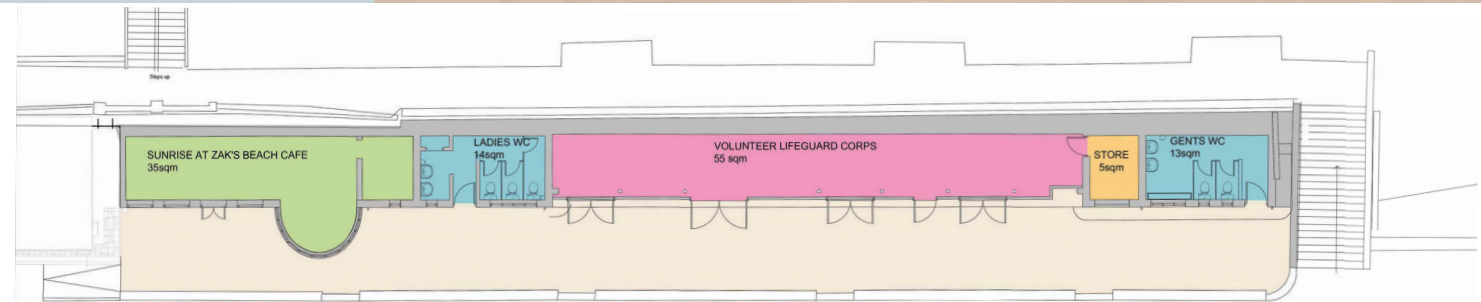 Steps up
SUNRISE AT ZAK'S BEACH CAFE
35sqm
LADIES WC
14sqm
VOLUNTEER LIFEGUARD CORPS
55 sqm
STORE
5sqm
GENTS WC
13sqm